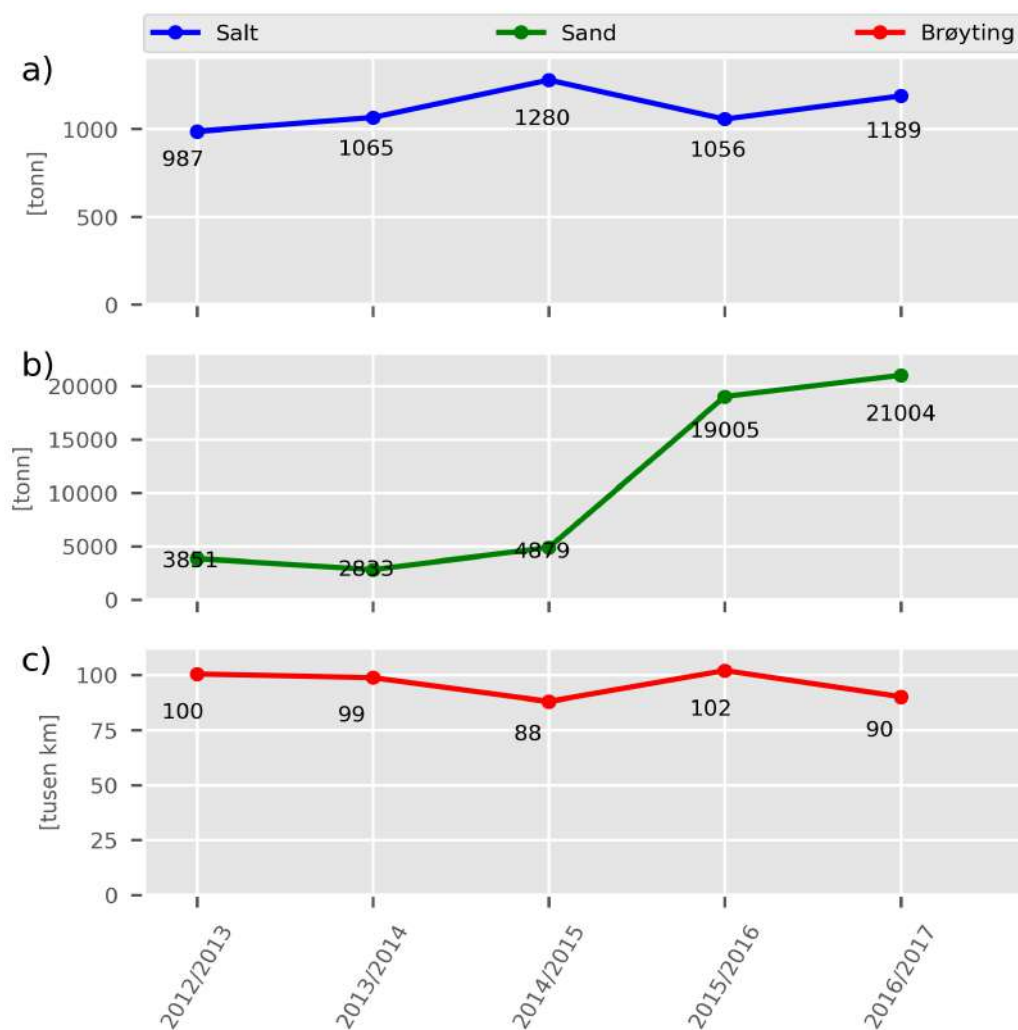 Salt Sand Brøyting
a)
1000
500
0
[tonn]
987 1065 1280 1056 1189
b)
20000
15000
10000
5000
0
[tonn]
3851 2833 4879 19005 21004
c)
100
75
50
25
0
[tusen km]
100 99 88 102 90
2012/2013 2013/2014 2014/2015 2015/2016 2016/2017